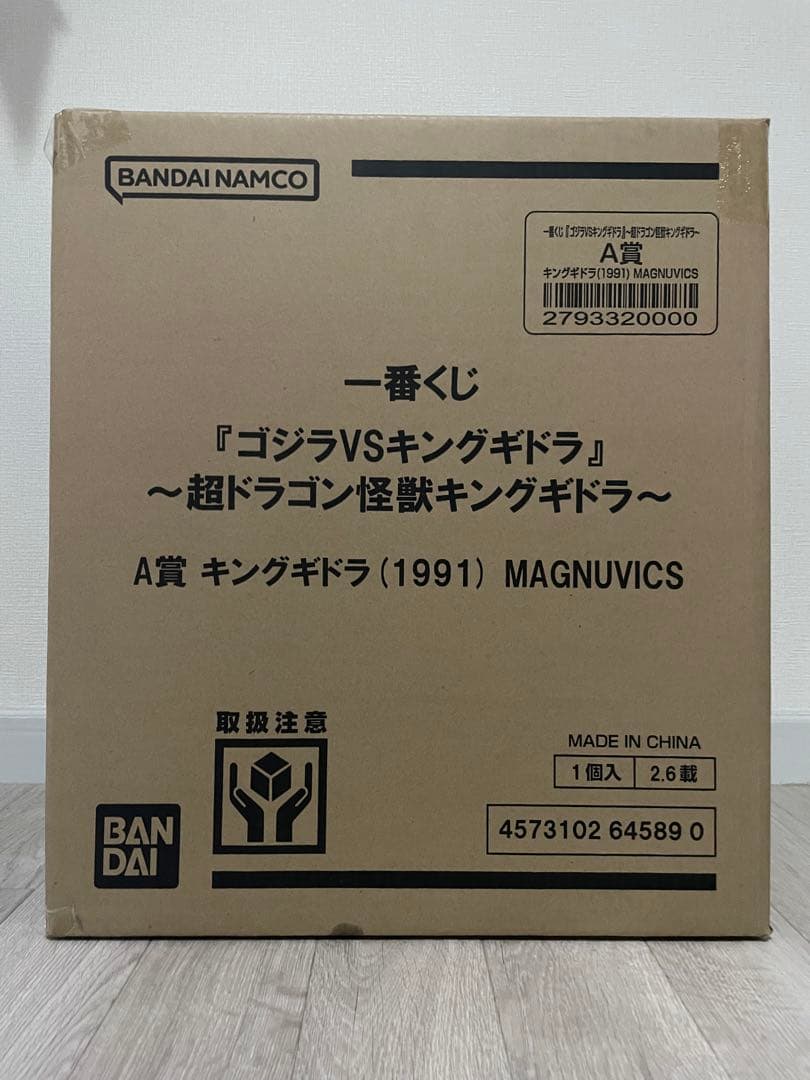 BANDAI NAMCO
一番くじ『ゴジラVSキングギドラ』～超ドラゴン怪獣キングギドラ～
A賞
キングギドラ(1991) MAGNUVICS
2793320000
一番くじ
『ゴジラVSキングギドラ』
～超ドラゴン怪獣キングギドラ～
A賞 キングギドラ(1991) MAGNUVICS
取扱注意
MADE IN CHINA
1個入 2.6載
4573102 64589 0
BAN
DAI